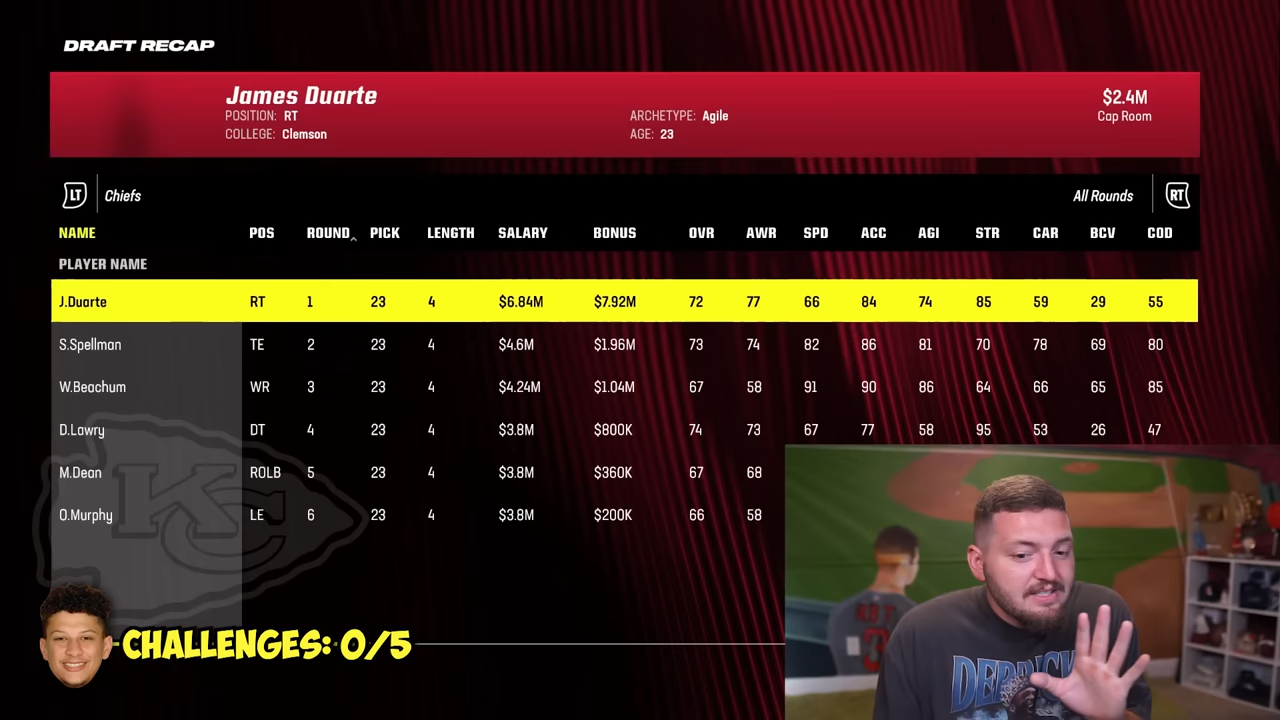 DRAFT RECAP
James Duarte
POSITION: RT
COLLEGE: Clemson
ARCHETYPE: Agile
AGE: 23
$2.4M
Cap Room
LT Chiefs
All Rounds RT
NAME POS ROUND PICK LENGTH SALARY BONUS OVR AWR SPD ACC AGI STR CAR BCV COD
PLAYER NAME
J.Duarte RT 1 23 4 $6.84M $7.92M 72 77 66 84 74 85 59 29 55
S.Spellman TE 2 23 4 $4.6M $1.96M 73 74 82 86 81 70 78 69 80
W.Beachum WR 3 23 4 $4.24M $1.04M 67 58 91 90 86 64 66 65 85
D.Lowry DT 4 23 4 $3.8M $800K 74 73 67 77 58 95 53 26 47
M.Dean ROLB 5 23 4 $3.8M $360K 67 68
O.Murphy LE 6 23 4 $3.8M $200K 66 58
KC
CHALLENGES: 0/5